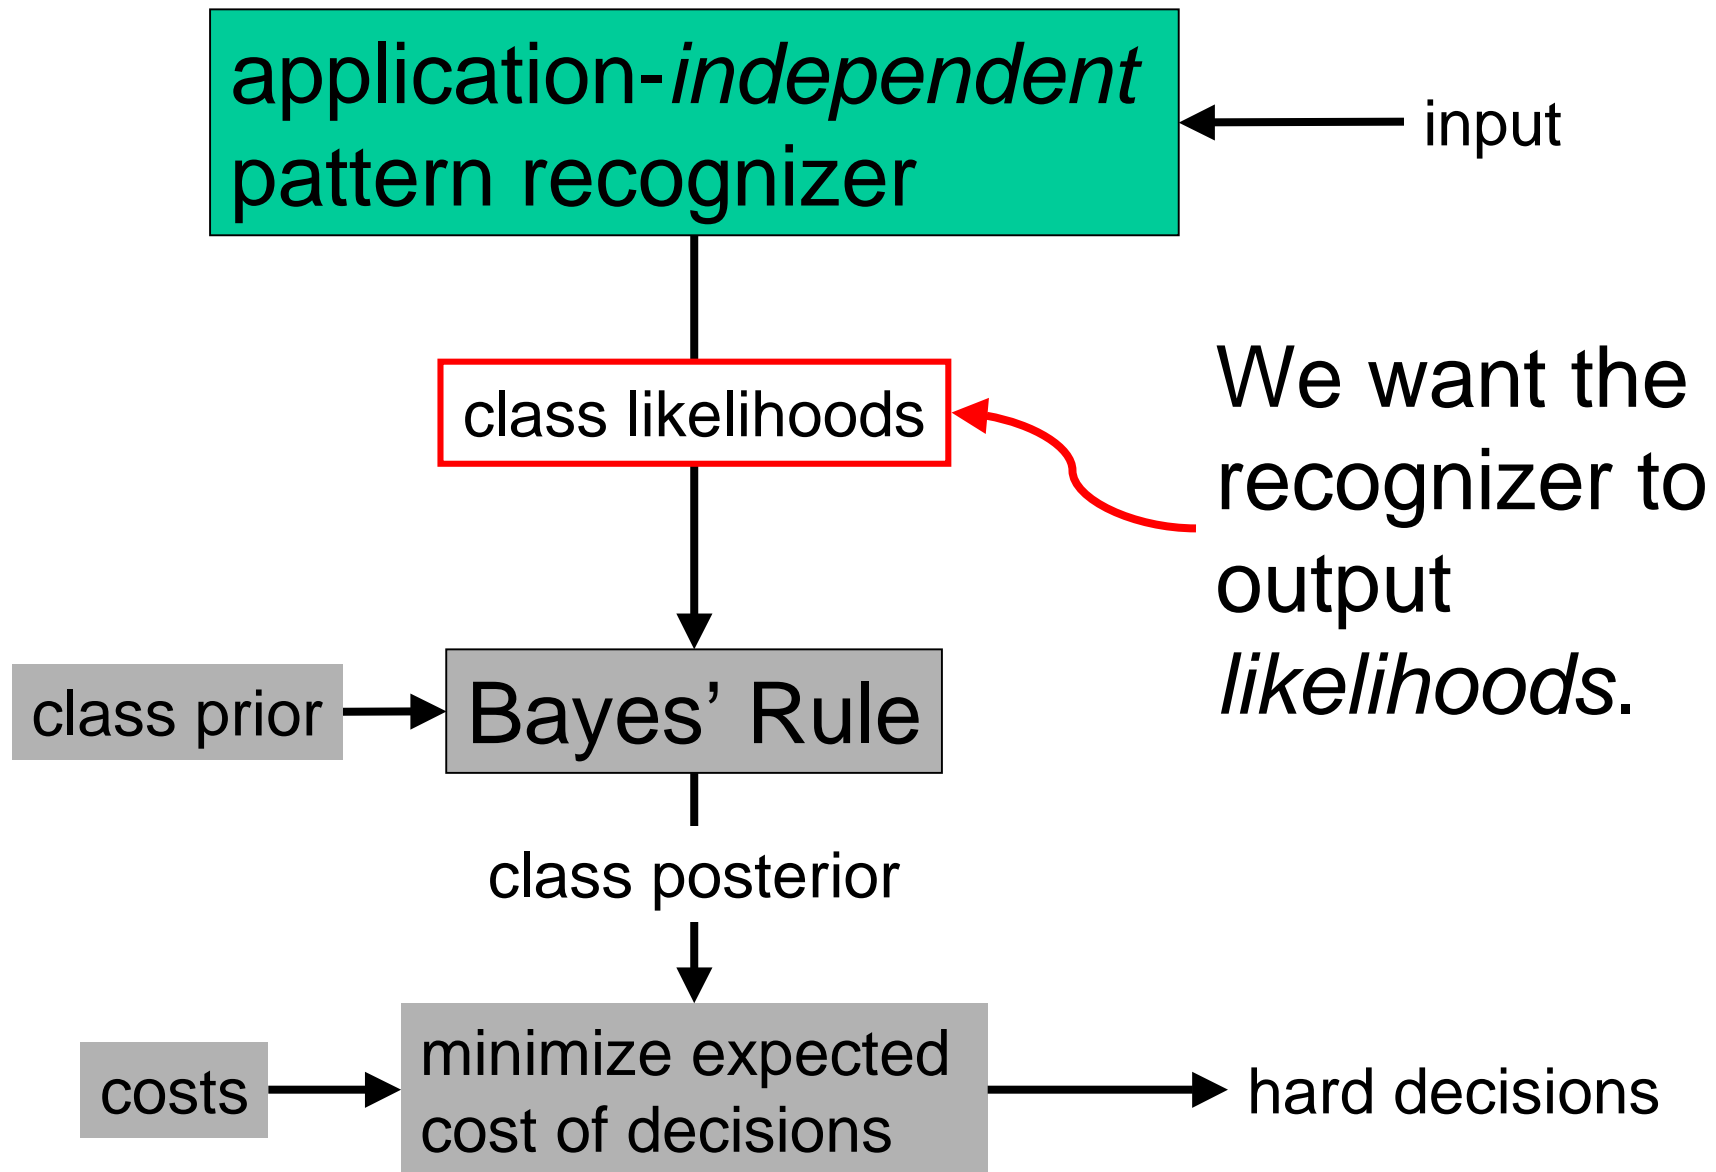 application-independent
pattern recognizer
input
class likelihoods
We want the
recognizer to
output
likelihoods.
class prior
Bayes’ Rule
class posterior
costs
minimize expected
cost of decisions
hard decisions